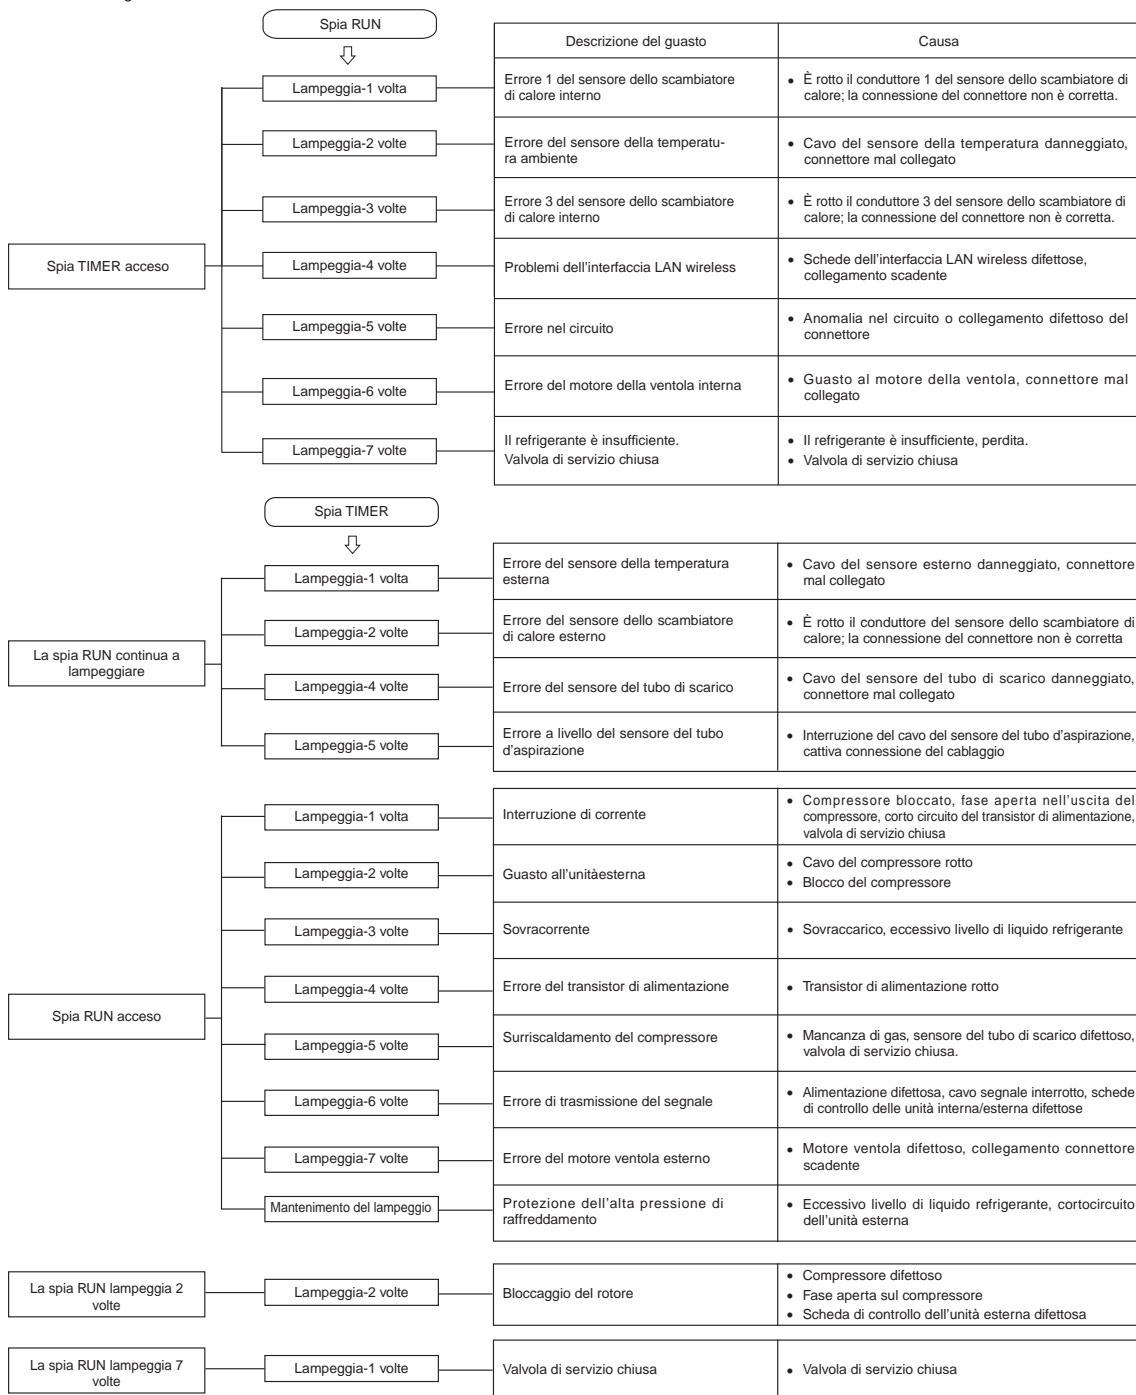 Spia RUN
Descrizione del guasto
Causa
Spia TIMER acceso
Lampeggia-1 volta
Errore 1 del sensore dello scambiatore
di calore interno
• È rotto il conduttore 1 del sensore dello scambiatore di
calore; la connessione del connettore non è corretta.
Lampeggia-2 volte
Errore del sensore della temperatu-
ra ambiente
• Cavo del sensore della temperatura danneggiato,
connettore mal collegato
Lampeggia-3 volte
Errore 3 del sensore dello scambiatore
di calore interno
• È rotto il conduttore 3 del sensore dello scambiatore di
calore; la connessione del connettore non è corretta.
Lampeggia-4 volte
Problemi dell'interfaccia LAN wireless
• Schede dell'interfaccia LAN wireless difettose,
collegamento scadente
Lampeggia-5 volte
Errore nel circuito
• Anomalia nel circuito o collegamento difettoso del
connettore
Lampeggia-6 volte
Errore del motore della ventola interna
• Guasto al motore della ventola, connettore mal
collegato
Lampeggia-7 volte
Il refrigerante è insufficiente.
Valvola di servizio chiusa
• Il refrigerante è insufficiente, perdita.
• Valvola di servizio chiusa
Spia TIMER
La spia RUN continua a
lampeggiare
Lampeggia-1 volta
Errore del sensore della temperatura
esterna
• Cavo del sensore esterno danneggiato, connettore
mal collegato
Lampeggia-2 volte
Errore del sensore dello scambiatore
di calore esterno
• È rotto il conduttore del sensore dello scambiatore di
calore; la connessione del connettore non è corretta
Lampeggia-4 volte
Errore del sensore del tubo di scarico
• Cavo del sensore del tubo di scarico danneggiato,
connettore mal collegato
Lampeggia-5 volte
Errore a livello del sensore del tubo
d'aspirazione
• Interruzione del cavo del sensore del tubo d'aspirazione,
cattiva connessione del cablaggio
Spia RUN acceso
Lampeggia-1 volta
Interruzione di corrente
• Compressore bloccato, fase aperta nell'uscita del
compressore, corto circuito del transistor di alimentazione,
valvola di servizio chiusa
Lampeggia-2 volte
Guasto all'unitàesterna
• Cavo del compressore rotto
• Blocco del compressore
Lampeggia-3 volte
Sovracorrente
• Sovraccarico, eccessivo livello di liquido refrigerante
Lampeggia-4 volte
Errore del transistor di alimentazione
• Transistor di alimentazione rotto
Lampeggia-5 volte
Surriscaldamento del compressore
• Mancanza di gas, sensore del tubo di scarico difettoso,
valvola di servizio chiusa.
Lampeggia-6 volte
Errore di trasmissione del segnale
• Alimentazione difettosa, cavo segnale interrotto, schede
di controllo delle unità interna/esterna difettose
Lampeggia-7 volte
Errore del motore ventola esterno
• Motore ventola difettoso, collegamento connettore
scadente
Mantenimento del lampeggio
Protezione dell'alta pressione di
raffreddamento
• Eccessivo livello di liquido refrigerante, cortocircuito
dell'unità esterna
La spia RUN lampeggia 2
volte
Lampeggia-2 volte
Bloccaggio del rotore
• Compressore difettoso
• Fase aperta sul compressore
• Scheda di controllo dell'unità esterna difettosa
La spia RUN lampeggia 7
volte
Lampeggia-1 volte
Valvola di servizio chiusa
• Valvola di servizio chiusa